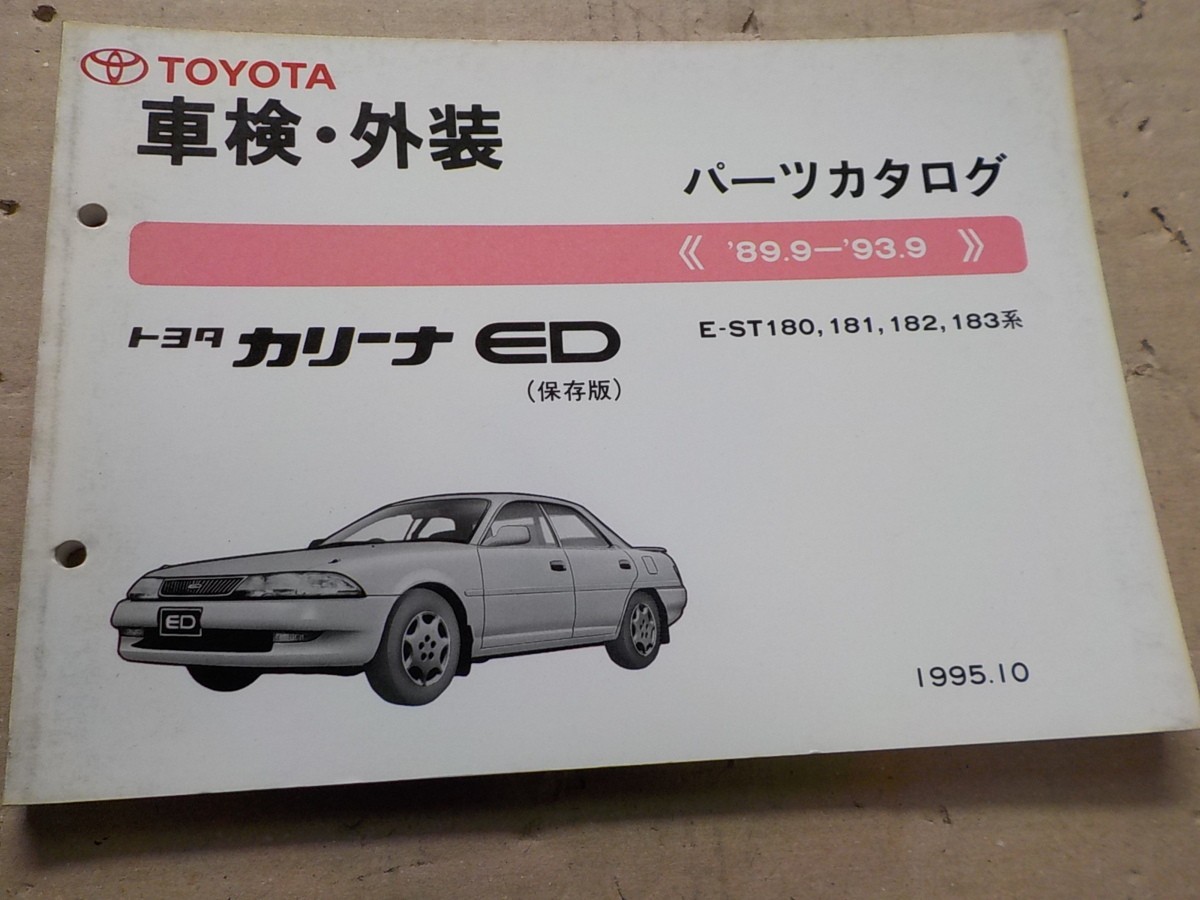 TOYOTA
車検・外装
パーツカタログ
《 '89.9ー'93.9 》
トヨタ カリーナ ED
E-ST180, 181, 182, 183系
(保存版)
ED
1995.10